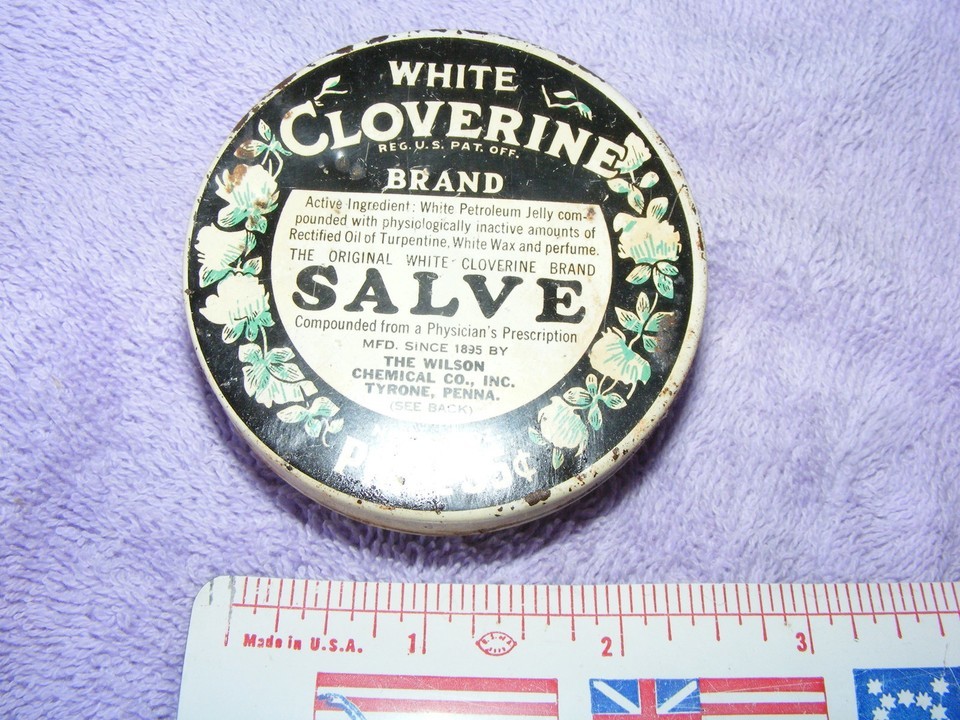 WHITE
CLOVERINE
REG. U.S. PAT. OFF.
BRAND
Active Ingredient: White Petroleum Jelly com-
pounded with physiologically inactive amounts of
Rectified Oil of Turpentine, White Wax and perfume.
THE ORIGINAL WHITE CLOVERINE BRAND
SALVE
Compounded from a Physician's Prescription
MFD. SINCE 1895 BY
THE WILSON
CHEMICAL CO., INC.
TYRONE, PENNA.
(SEE BACK)
Made in U.S.A. 1 2 3